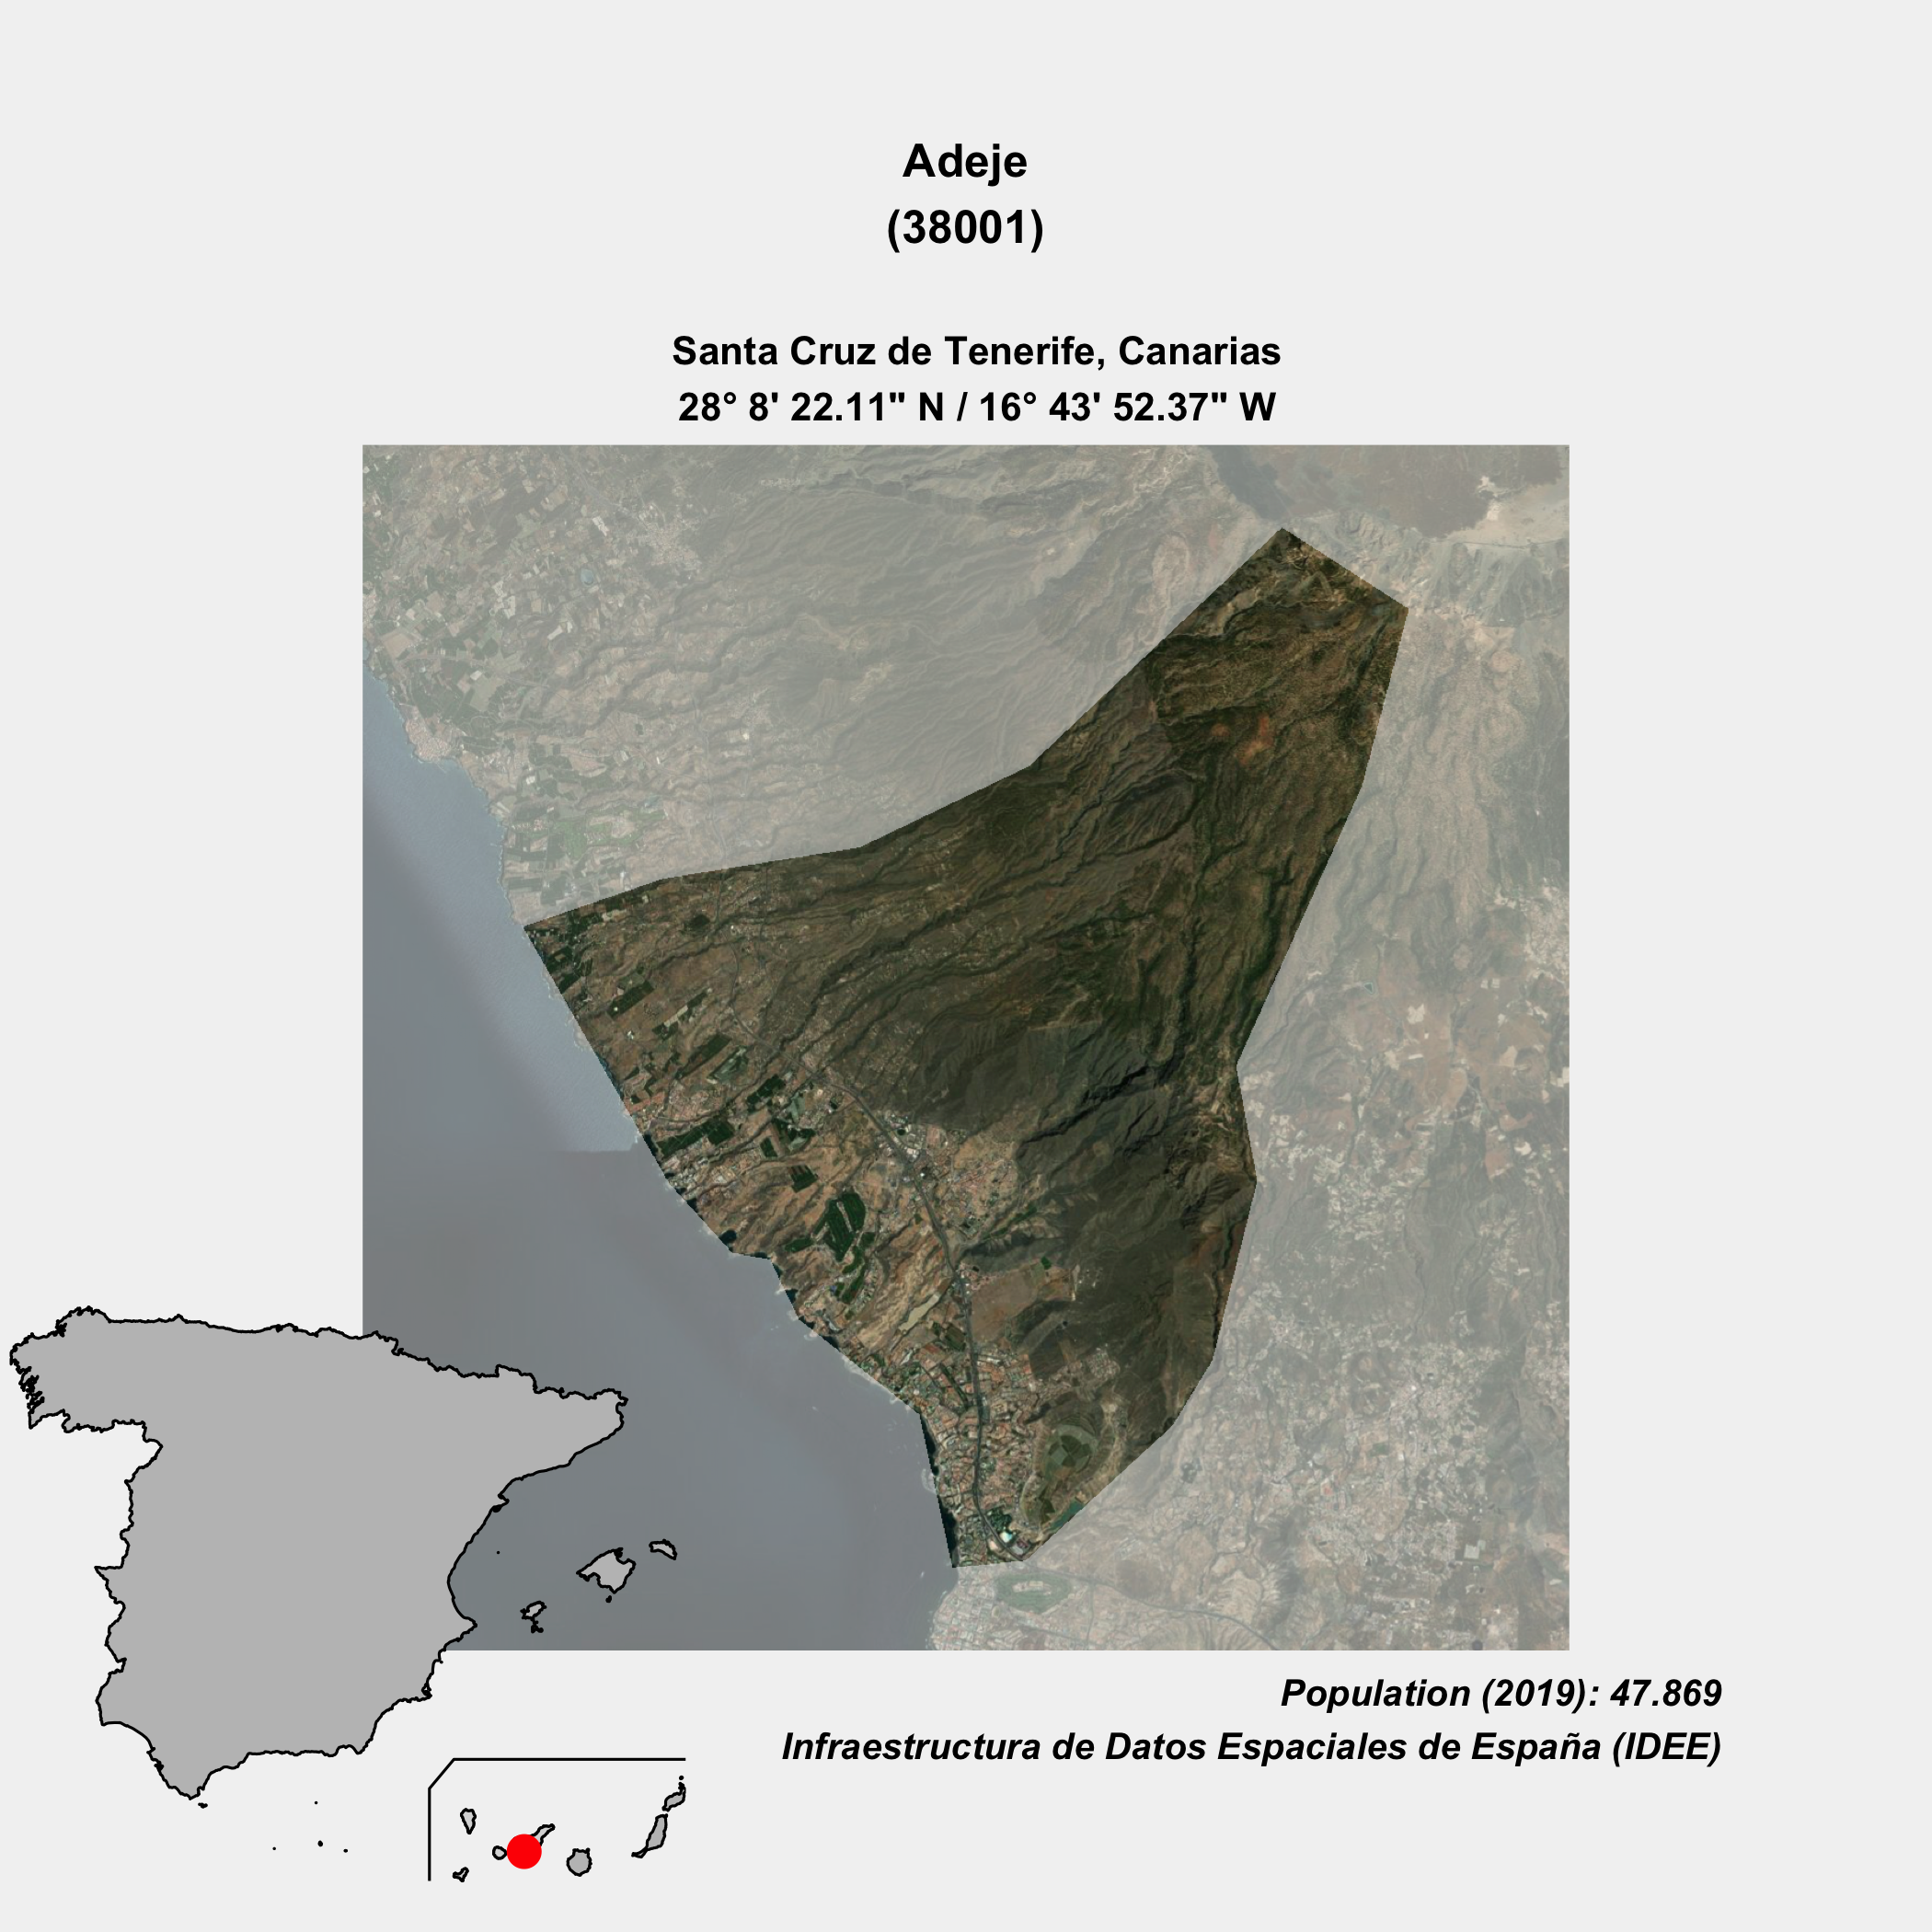 Adeje
(38001)
Santa Cruz de Tenerife, Canarias
28° 8' 22.11" N / 16° 43' 52.37" W
Population (2019): 47.869
Infraestructura de Datos Espaciales de España (IDEE)